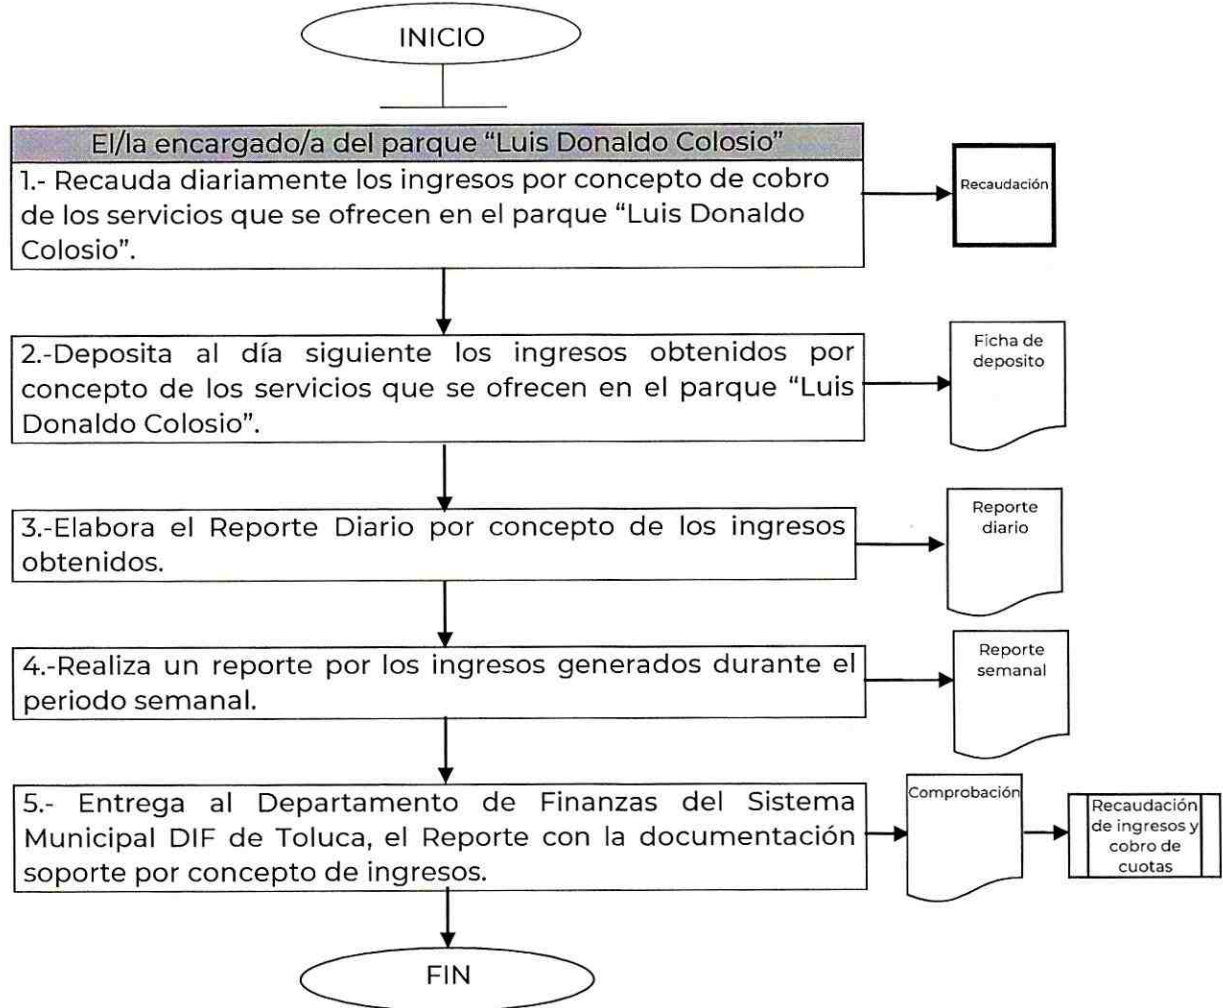 INICIO
El/la encargado/a del parque “Luis Donaldo Colosio”
1.- Recauda diariamente los ingresos por concepto de cobro
de los servicios que se ofrecen en el parque “Luis Donaldo
Colosio”.
Recaudación
2.-Deposita al día siguiente los ingresos obtenidos por
concepto de los servicios que se ofrecen en el parque “Luis
Donaldo Colosio”.
Ficha de
deposito
3.-Elabora el Reporte Diario por concepto de los ingresos
obtenidos.
Reporte
diario
4.-Realiza un reporte por los ingresos generados durante el
periodo semanal.
Reporte
semanal
5.- Entrega al Departamento de Finanzas del Sistema
Municipal DIF de Toluca, el Reporte con la documentación
soporte por concepto de ingresos.
Comprobación
Recaudación
de ingresos y
cobro de
cuotas
FIN